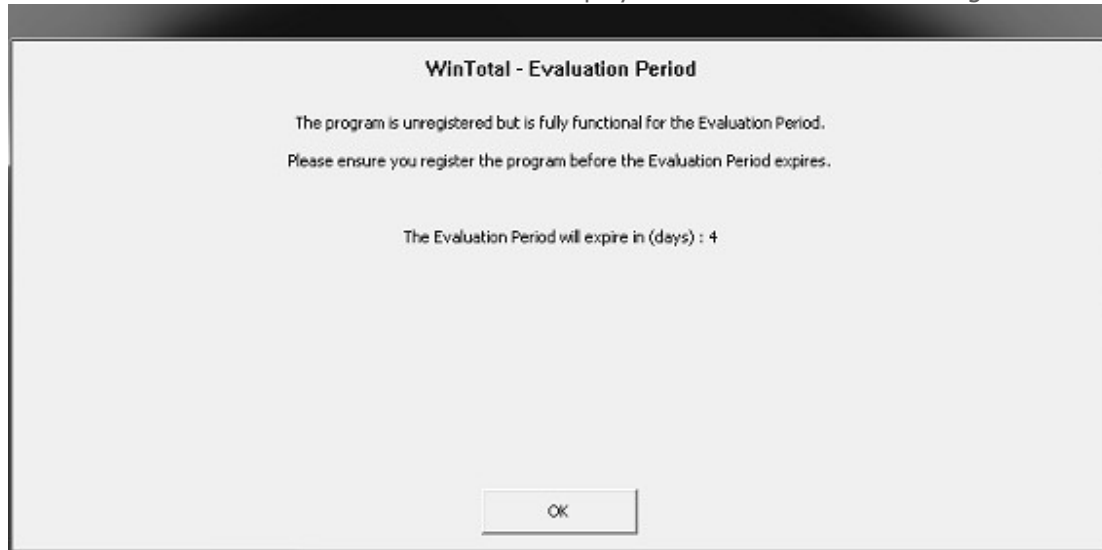 WinTotal - Evaluation Period
The program is unregistered but is fully functional for the Evaluation Period.
Please ensure you register the program before the Evaluation Period expires.
The Evaluation Period will expire in (days) : 4
OK